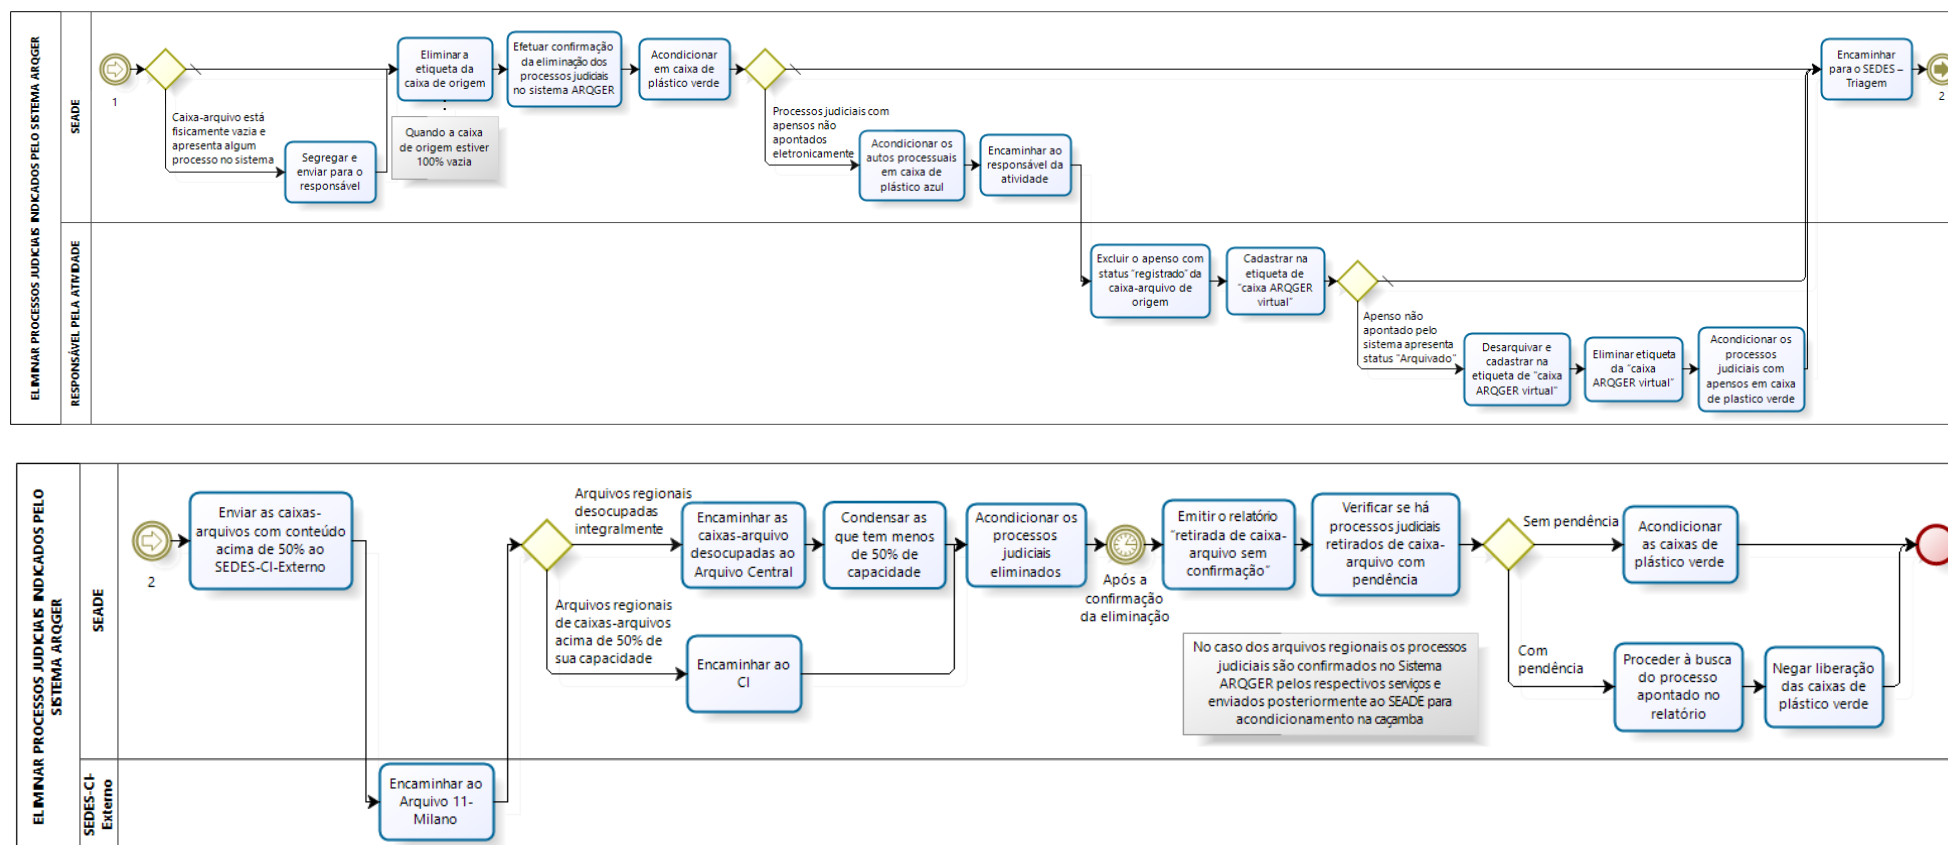 ELIMINAR PROCESSOS JUDICIAIS INDICADOS PELO SISTEMA ARQGER
SEADE
1
Caixa-arquivo está
fisicamente vazia e
apresenta algum
processo no sistema
Segregar e
enviar para o
responsável
Eliminar a
etiqueta da
caixa de origem
Quando a caixa
de origem estiver
100% vazia
Efetuar confirmação
da eliminação dos
processos judiciais
no sistema ARQGER
Acondicionar
em caixa de
plástico verde
Processos judiciais com
apensos não
apontados
eletronicamente
Acondicionar os
autos processuais
em caixa de
plástico azul
Encaminhar ao
responsável da
atividade
Encaminhar
para o SEDES –
Triagem
2
RESPONSÁVEL PELA ATIVIDADE
Excluir o apenso com
status "registrado" da
caixa-arquivo de
origem
Cadastrar na
etiqueta de
"caixa ARQGER
virtual"
Apenso não
apontado pelo
sistema apresenta
status "Arquivado"
Desarquivar e
cadastrar na
etiqueta de "caixa
ARQGER virtual"
Eliminar etiqueta
da "caixa
ARQGER virtual"
Acondicionar os
processos
judiciais com
apensos em caixa
de plastico verde
ELIMINAR PROCESSOS JUDICIAIS INDICADOS PELO
SISTEMA ARQGER
SEADE
2
Enviar as caixas-
arquivos com conteúdo
acima de 50% ao
SEDES-CI-Externo
Arquivos regionais
desocupadas
integralmente
Encaminhar as
caixas-arquivo
desocupadas ao
Arquivo Central
Condensar as
que tem menos
de 50% de
capacidade
Arquivos regionais
de caixas-arquivos
acima de 50% de
sua capacidade
Encaminhar ao
CI
Acondicionar os
processos
judiciais
eliminados
Após a
confirmação
da eliminação
Emitir o relatório
"retirada de caixa-
arquivo sem
confirmação"
Verificar se há
processos judiciais
retirados de caixa-
arquivo com
pendência
No caso dos arquivos regionais os processos
judiciais são confirmados no Sistema
ARQGER pelos respectivos serviços e
enviados posteriormente ao SEADE para
acondicionamento na caçamba
Sem pendência
Acondicionar
as caixas de
plástico verde
Com
pendência
Proceder à busca
do processo
apontado no
relatório
Negar liberação
das caixas de
plástico verde
SEDES-CI-
Externo
Encaminhar ao
Arquivo 11-
Milano